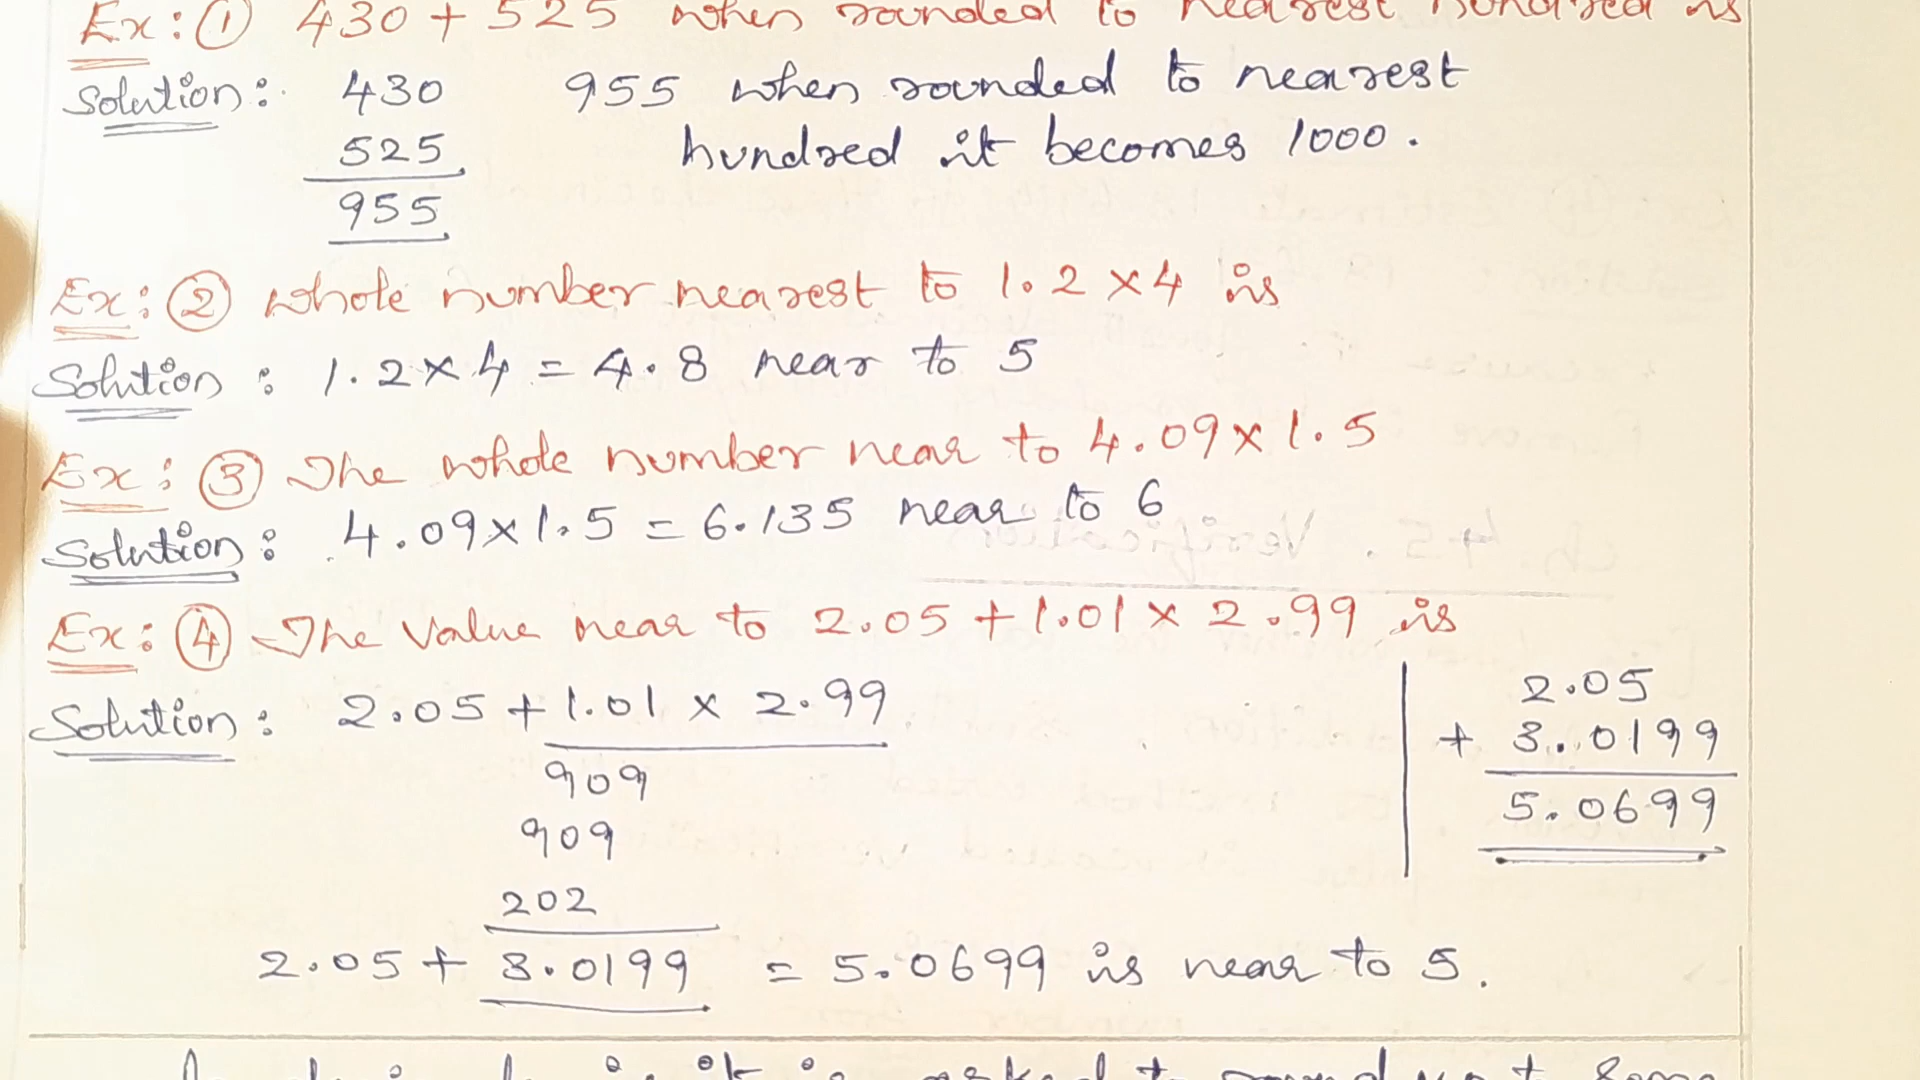 Ex: ① 430 + 525 when rounded to nearest hundred is
Solution: 430 955 when rounded to nearest
525 hundred it becomes 1000.
955
Ex: ② whole number nearest to 1.2 × 4 is
Solution: 1.2 × 4 = 4.8 near to 5
Ex: ③ The whole number near to 4.09 × 1.5
Solution: 4.09 × 1.5 = 6.135 near to 6
Ex: ④ The Value near to 2.05 + 1.01 × 2.99 is
Solution: 2.05 + 1.01 × 2.99
909
909
202
2.05 + 3.0199 = 5.0699 is near to 5.
2.05
+ 3.0199
5.0699